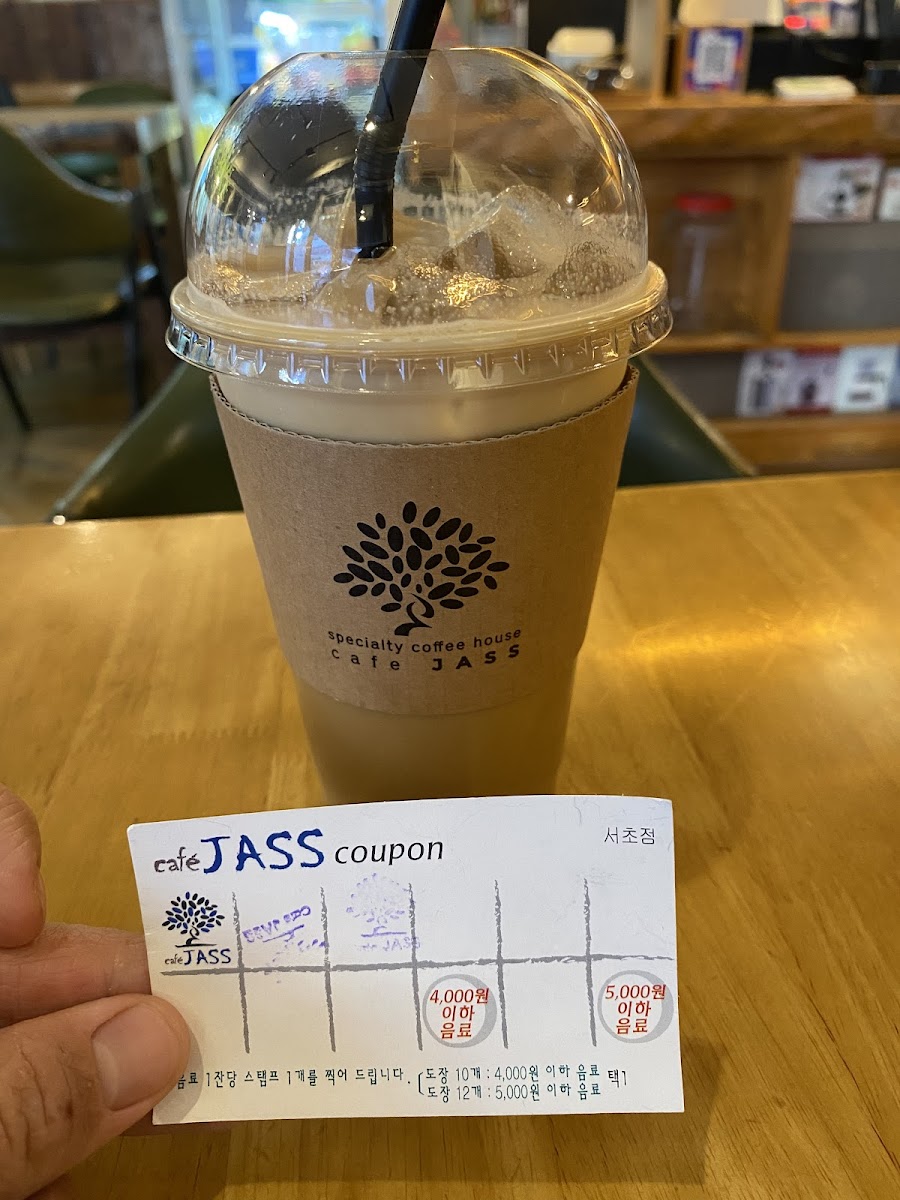 specialty coffee house
cafe JASS
café JASS coupon
서초점
café JASS
cafe JASS
4,000원
이하
음료
5,000원
이하
음료
음료 1잔당 스탬프 1개를 찍어 드립니다.
도장 10개 : 4,000원 이하 음료
도장 12개 : 5,000원 이하 음료
택1